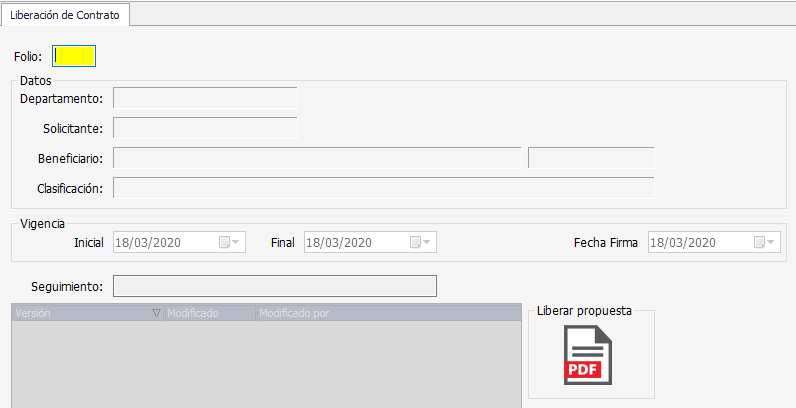 Liberación de Contrato
Folio:
Datos
Departamento:
Solicitante:
Beneficiario:
Clasificación:
Vigencia
Inicial 18/03/2020 Final 18/03/2020 Fecha Firma 18/03/2020
Seguimiento:
Versión Modificado Modificado por
Liberar propuesta
PDF